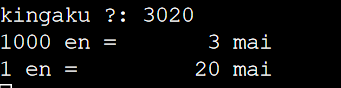 kingaku ?: 3020
1000 en =        3 mai
1 en =          20 mai